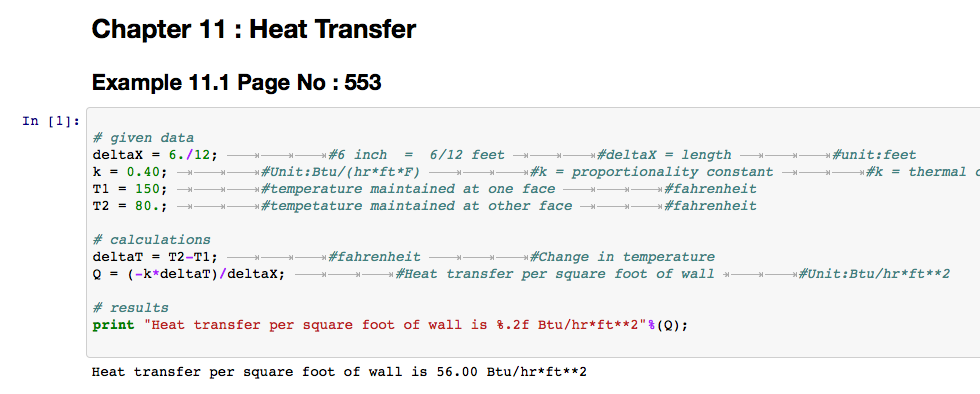 Chapter 11 : Heat Transfer
Example 11.1 Page No : 553
In [1]:
# given data
deltaX = 6./12; #6 inch  =  6/12 feet #deltaX = length #unit:feet
k = 0.40; #Unit:Btu/(hr*ft*F) #k = proportionality constant #k = thermal c
T1 = 150; #temperature maintained at one face #fahrenheit
T2 = 80.; #tempetature maintained at other face #fahrenheit
# calculations
deltaT = T2-T1; #fahrenheit #Change in temperature
Q = (-k*deltaT)/deltaX; #Heat transfer per square foot of wall #Unit:Btu/hr*ft**2
# results
print "Heat transfer per square foot of wall is %.2f Btu/hr*ft**2"%(Q);
Heat transfer per square foot of wall is 56.00 Btu/hr*ft**2